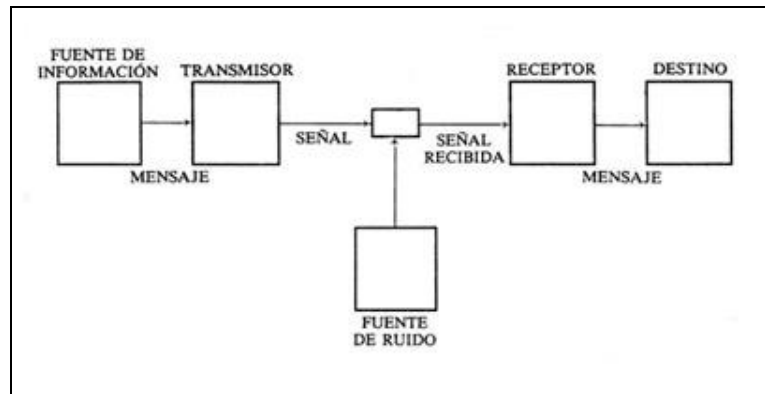 FUENTE DE
INFORMACIÓN
TRANSMISOR
RECEPTOR
DESTINO
MENSAJE
SEÑAL
SEÑAL
RECIBIDA
MENSAJE
FUENTE
DE RUIDO